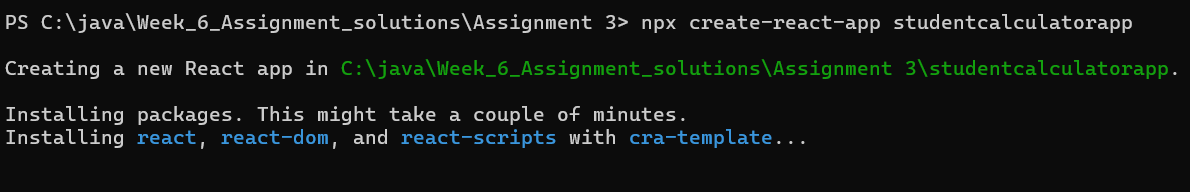 PS C:\java\Week_6_Assignment_solutions\Assignment 3> npx create-react-app studentcalculatorapp
Creating a new React app in C:\java\Week_6_Assignment_solutions\Assignment 3\studentcalculatorapp.
Installing packages. This might take a couple of minutes.
Installing react, react-dom, and react-scripts with cra-template...